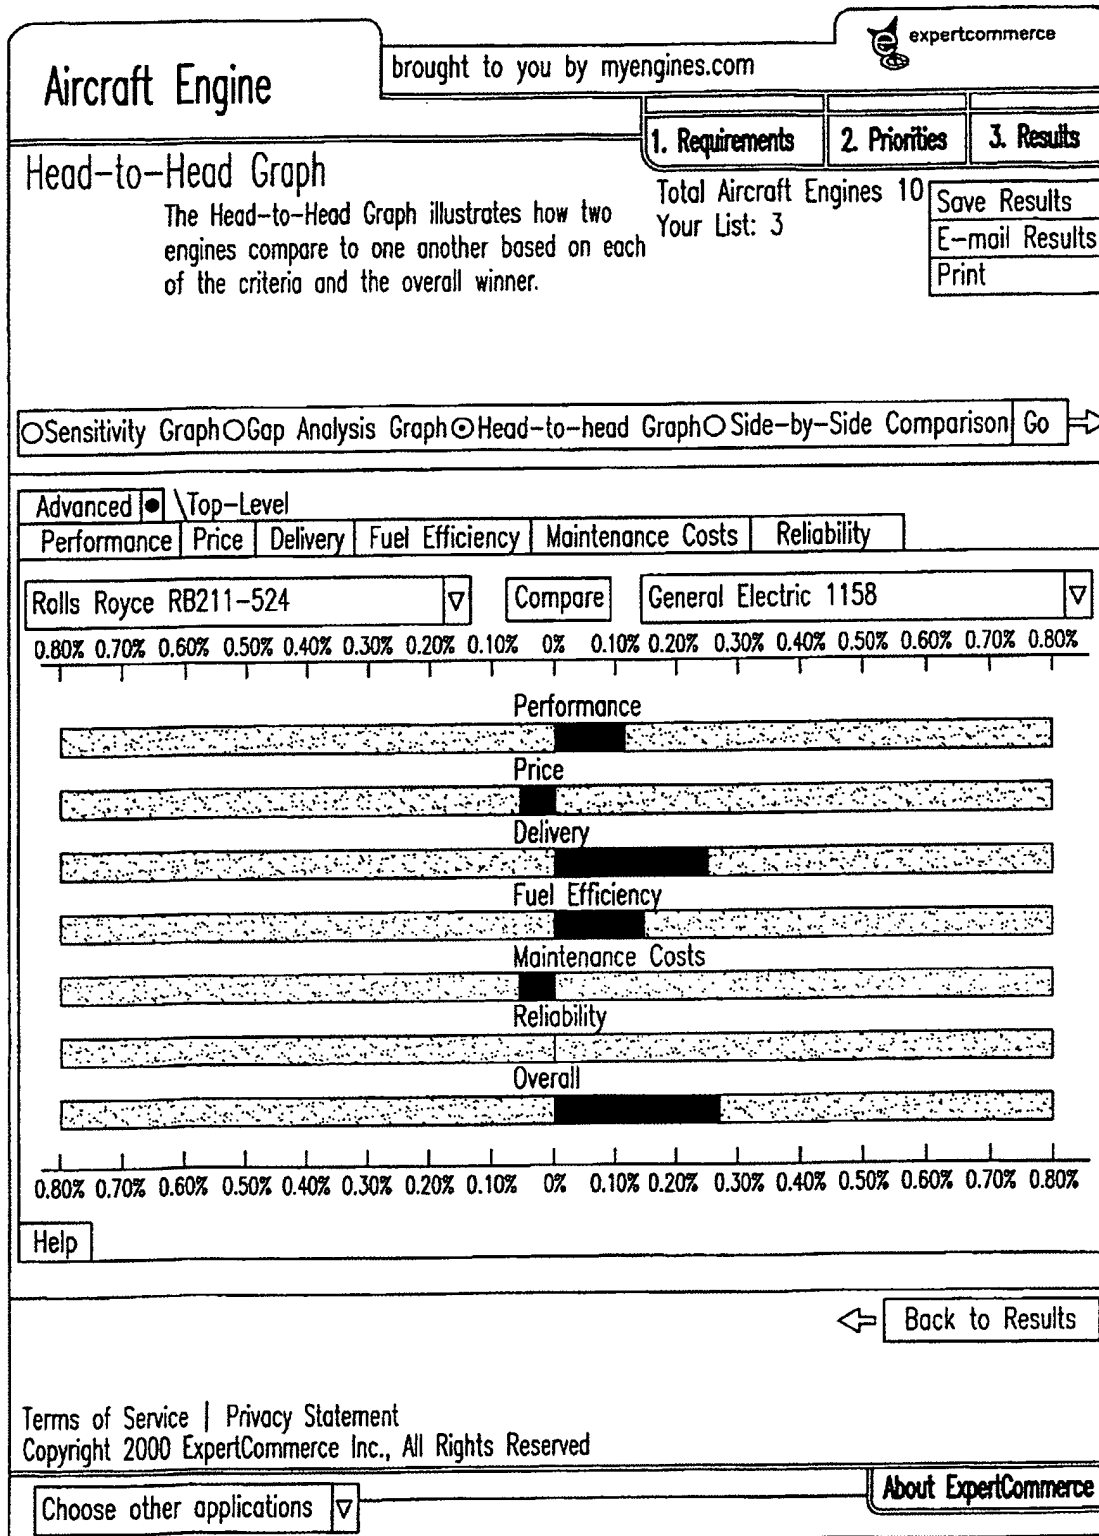 expertcommerce
Aircraft Engine
brought to you by myengines.com
1. Requirements
2. Priorities
3. Results
Head-to-Head Graph
The Head-to-Head Graph illustrates how two
engines compare to one another based on each
of the criteria and the overall winner.
Total Aircraft Engines 10
Your List: 3
Save Results
E-mail Results
Print
Sensitivity Graph Gap Analysis Graph Head-to-head Graph Side-by-Side Comparison Go
Advanced \Top-Level
Performance Price Delivery Fuel Efficiency Maintenance Costs Reliability
Rolls Royce RB211-524 Compare General Electric 1158
0.80% 0.70% 0.60% 0.50% 0.40% 0.30% 0.20% 0.10% 0% 0.10% 0.20% 0.30% 0.40% 0.50% 0.60% 0.70% 0.80%
Performance
Price
Delivery
Fuel Efficiency
Maintenance Costs
Reliability
Overall
0.80% 0.70% 0.60% 0.50% 0.40% 0.30% 0.20% 0.10% 0% 0.10% 0.20% 0.30% 0.40% 0.50% 0.60% 0.70% 0.80%
Help
Back to Results
Terms of Service | Privacy Statement
Copyright 2000 ExpertCommerce Inc., All Rights Reserved
About ExpertCommerce
Choose other applications